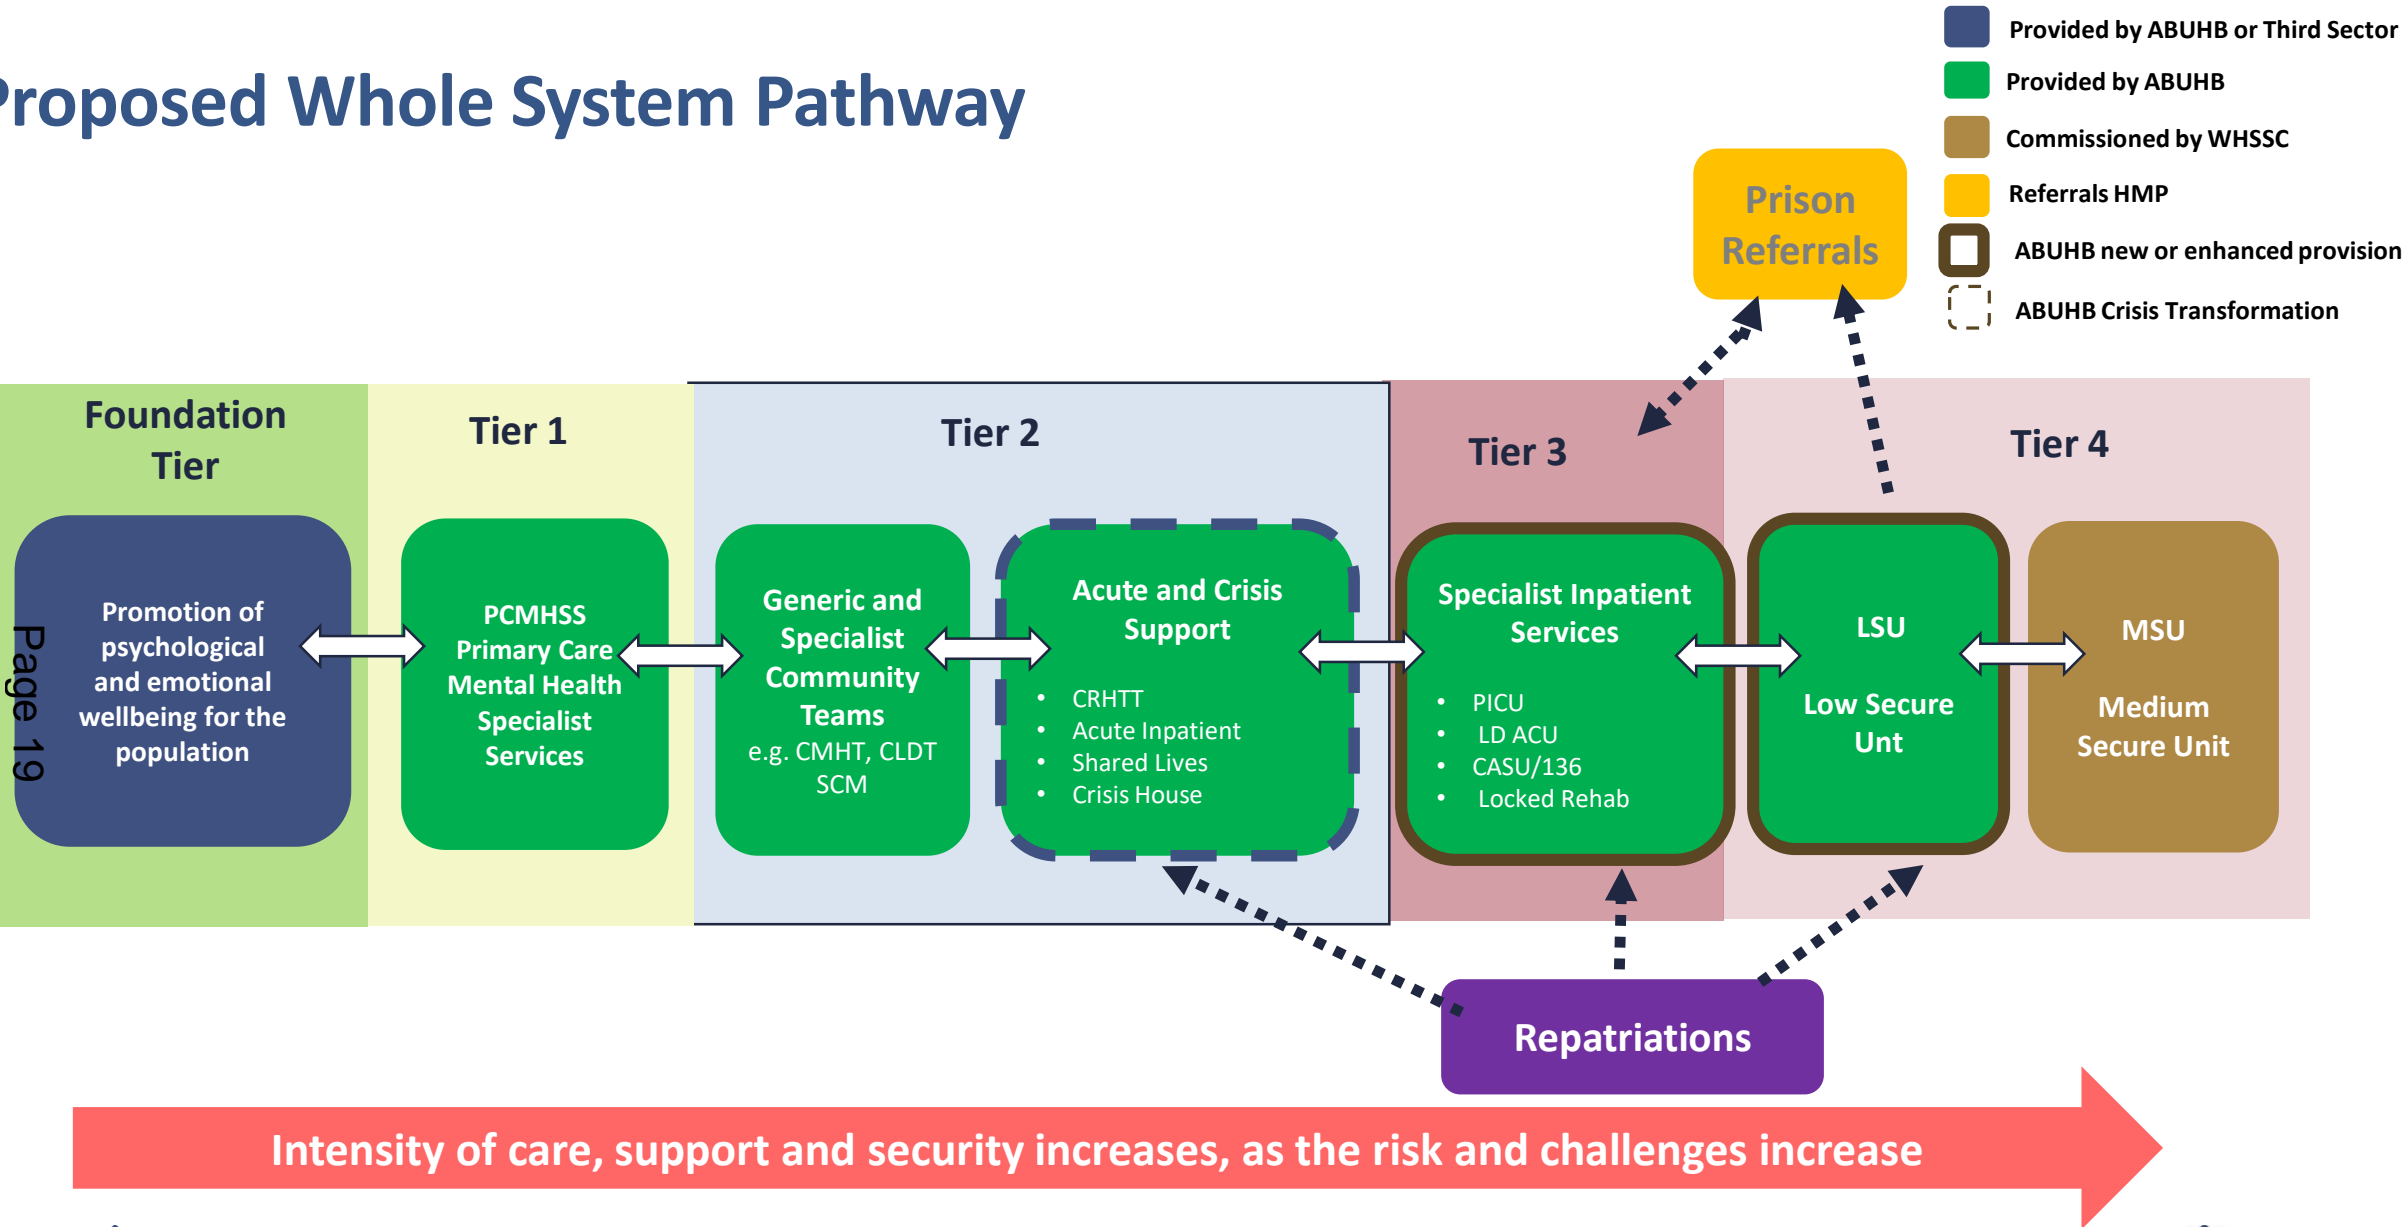 Proposed Whole System Pathway
Provided by ABUHB or Third Sector
Provided by ABUHB
Commissioned by WHSSC
Referrals HMP
ABUHB new or enhanced provision
ABUHB Crisis Transformation
Prison
Referrals
Foundation
Tier
Tier 1
Tier 2
Tier 3
Tier 4
Promotion of
psychological
and emotional
wellbeing for the
population
PCMHSS
Primary Care
Mental Health
Specialist
Services
Generic and
Specialist
Community
Teams
e.g. CMHT, CLDT
SCM
Acute and Crisis
Support
• CRHTT
• Acute Inpatient
• Shared Lives
• Crisis House
Specialist Inpatient
Services
• PICU
• LD ACU
• CASU/136
• Locked Rehab
LSU
Low Secure
Unt
MSU
Medium
Secure Unit
Page 19
Repatriations
Intensity of care, support and security increases, as the risk and challenges increase